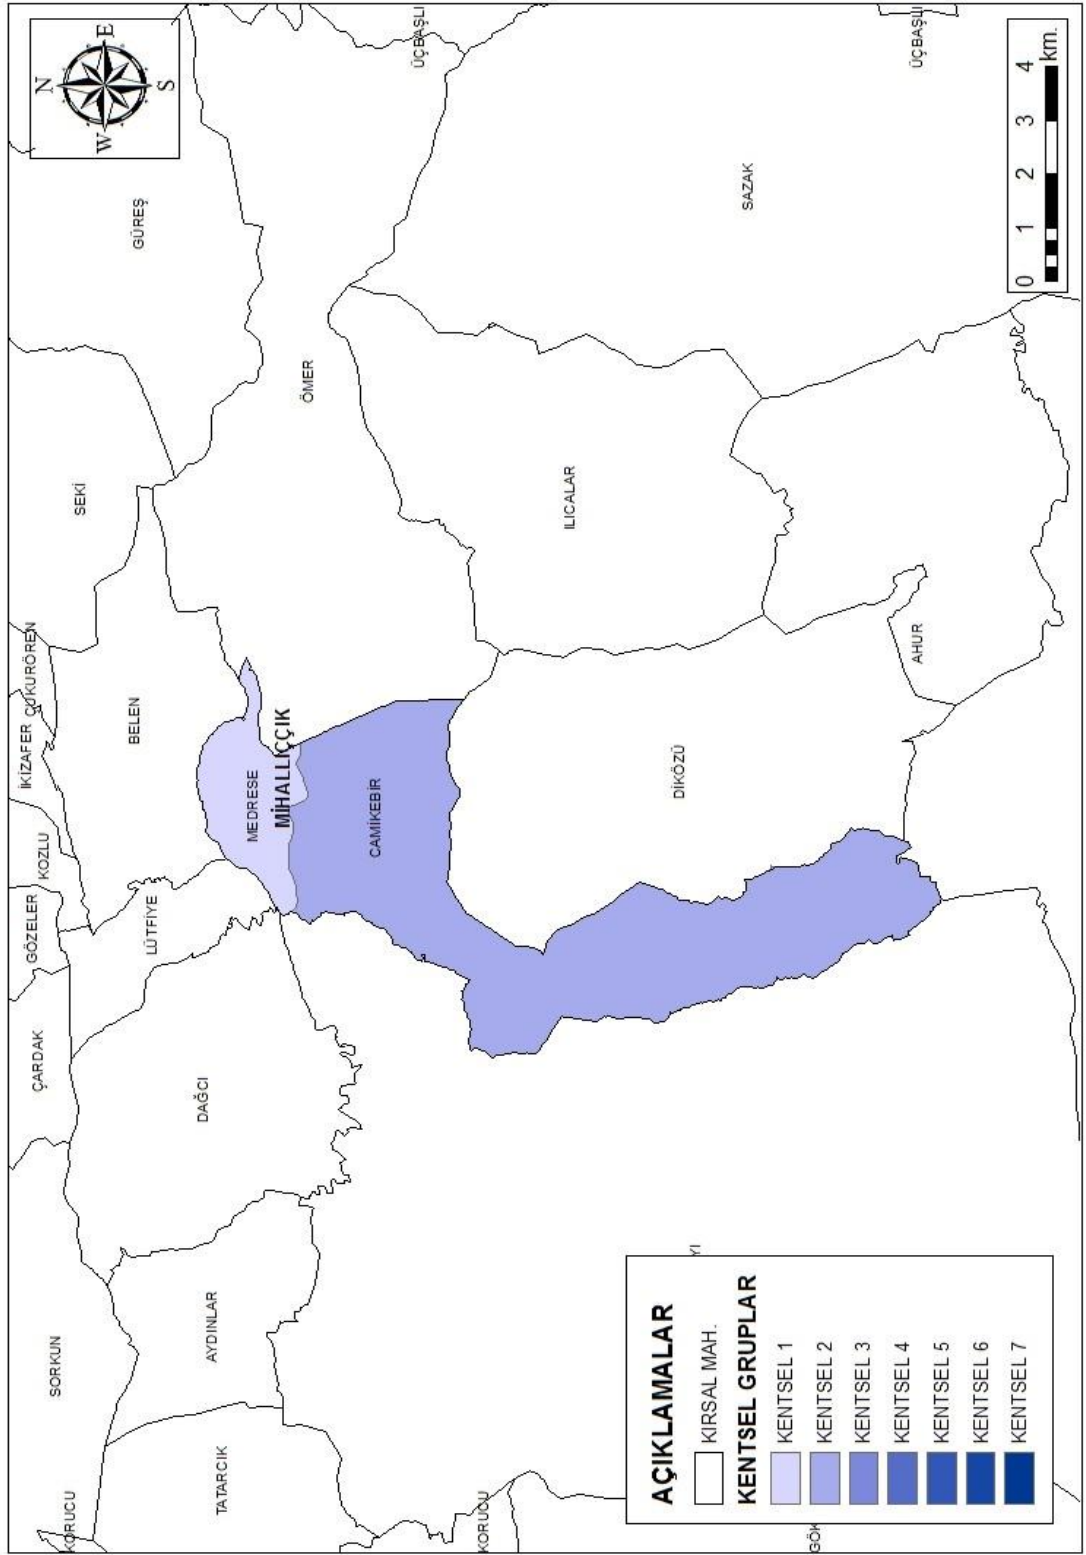 KORUCU
SORKUN
ÇARDAK
GÖZELER
KOZLU
İKİZAFER
ÇUKURÖREN
SEKİ
GÜREŞ
N
W
E
S
TATARCIK
AYDINLAR
DAĞCI
LÜTFİYE
BELEN
MEDRESE
MİHALLIÇÇIK
ÖMER
CAMİKEBİR
ÜÇBAŞLI
KORUCU
ILICALAR
DİKÖZÜ
SAZAK
YI
GÖK
AHUR
ÜÇBAŞLI
AÇIKLAMALAR
KIRSAL MAH.
KENTSEL GRUPLAR
KENTSEL 1
KENTSEL 2
KENTSEL 3
KENTSEL 4
KENTSEL 5
KENTSEL 6
KENTSEL 7
0 1 2 3 4
km.